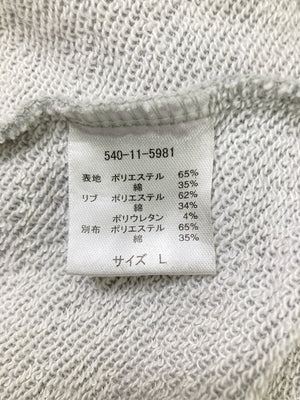 540-11-5981
表地 ポリエステル 65%
綿 35%
リブ ポリエステル 62%
綿 34%
ポリウレタン 4%
別布 ポリエステル 65%
綿 35%
サイズ L